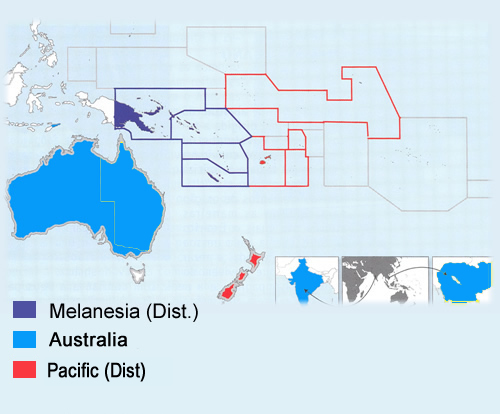 Melanesia (Dist.)
Australia
Pacific (Dist)